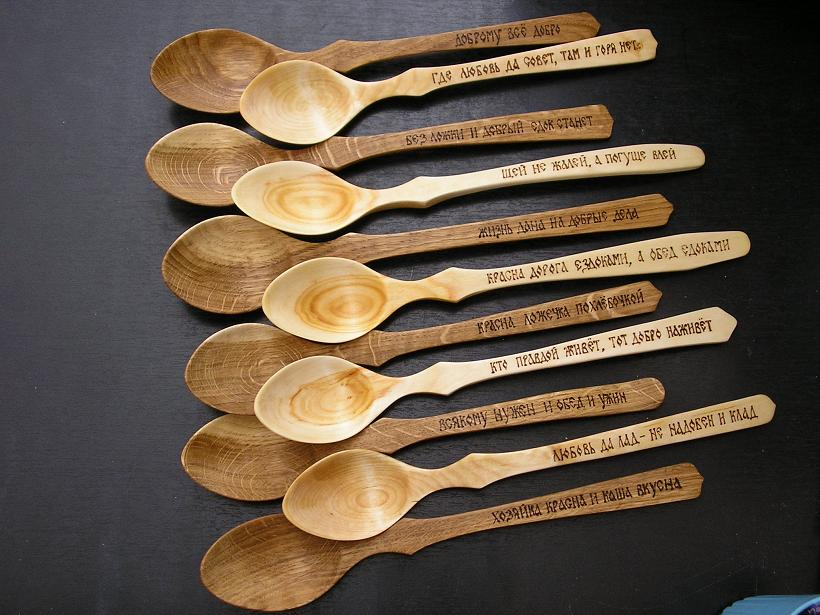 ДОБРОМУ ВСЁ ДОБРО
ГДЕ ЛЮБОВЬ ДА СОВЕТ, ТАМ И ГОРЯ НЕТ.
БЕЗ ЛОЖКИ И ДОБРЫЙ ЕДОК СТАНЕТ
ЩЕЙ НЕ ЖАЛЕЙ, А ПОГУЩЕ ВЛЕЙ
ЖИЗНЬ ДАНА НА ДОБРЫЕ ДЕЛА
КРАСНА ДОРОГА ЕЗДОКАМИ, А ОБЕД ЕДОКАМИ
КРАСНА ЛОЖЕЧКА ПОХЛЁБОЧКОЙ
КТО ПРАВДОЙ ЖИВЁТ, ТОТ ДОБРО НАЖИВЁТ
ВСЯКОМУ НУЖЕН И ОБЕД И УЖИН
ЛЮБОВЬ ДА ЛАД - НЕ НАДОБЕН И КЛАД
ХОЗЯЙКА КРАСНА И КАША ВКУСНА